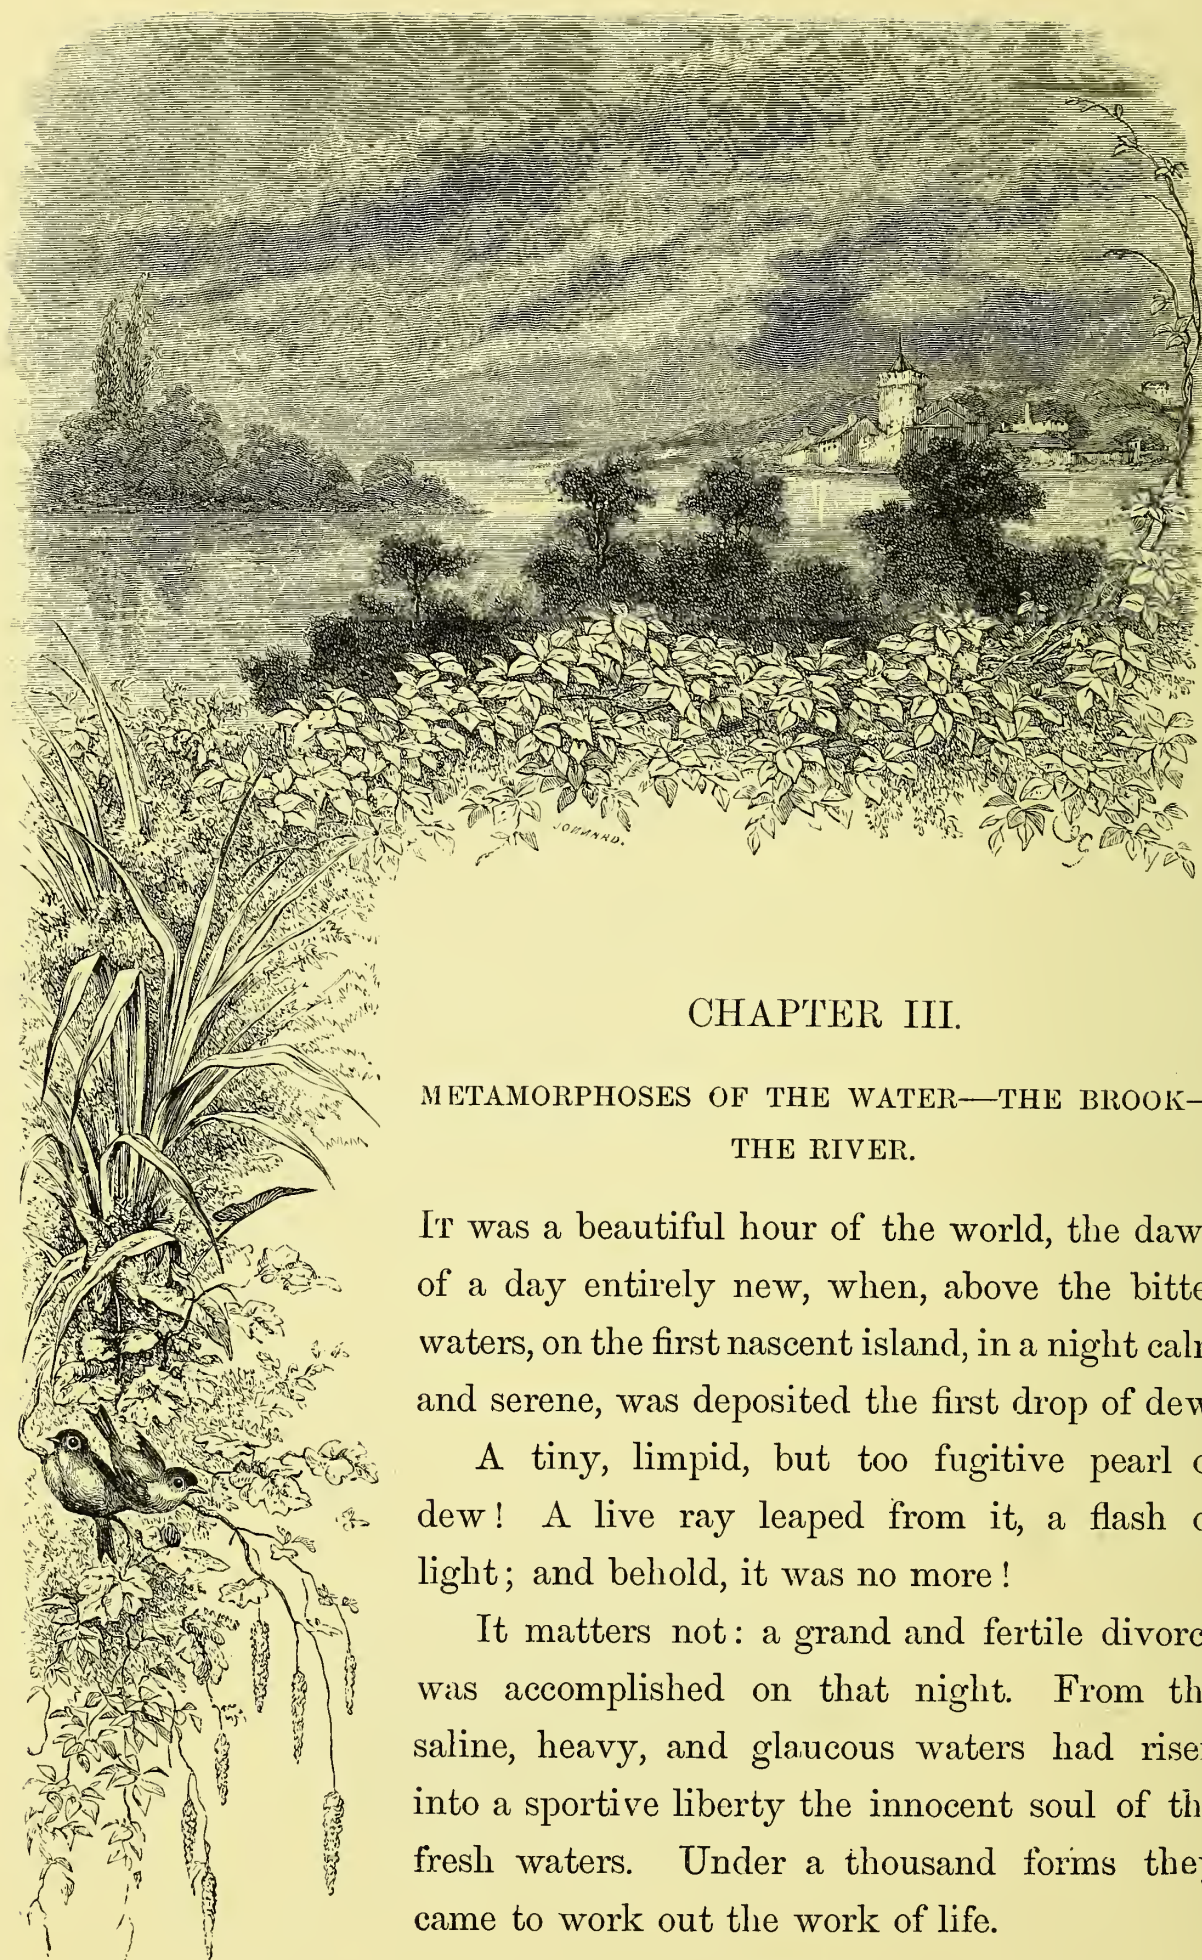 JONNARD.
CHAPTER III.
METAMORPHOSES OF THE WATER—THE BROOK—
THE RIVER.
IT was a beautiful hour of the world, the daw
of a day entirely new, when, above the bitte
waters, on the first nascent island, in a night cal
and serene, was deposited the first drop of dew
A tiny, limpid, but too fugitive pearl
dew! A live ray leaped from it, a flash
light; and behold, it was no more!
It matters not: a grand and fertile divorc
was accomplished on that night. From th
saline, heavy, and glaucous waters had rise
into a sportive liberty the innocent soul of th
fresh waters. Under a thousand forms they
came to work out the work of life.